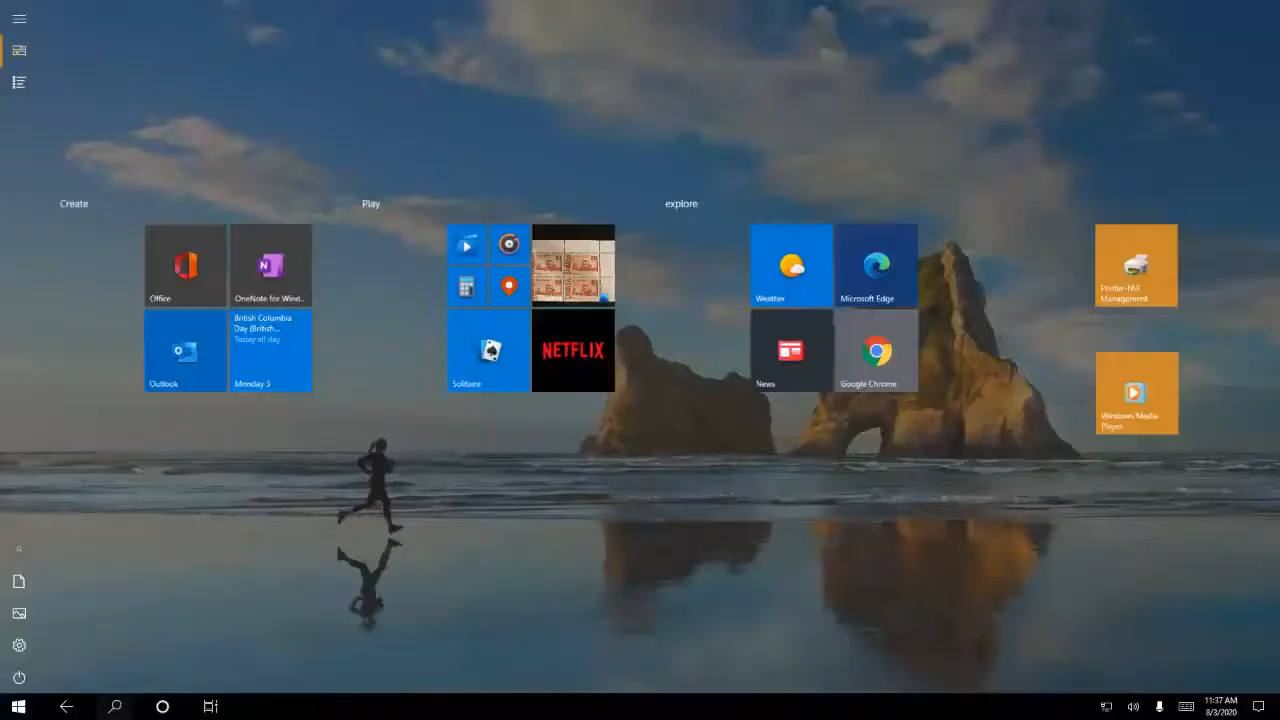 Create
Play
explore
Office
OneNote for Wind...
British Columbia
Day (British...
Today all day
Outlook
Monday 3
Solitaire
NETFLIX
Weather
Microsoft Edge
News
Google Chrome
Printer-FAX
Management
Windows Media
Player
R
11:37 AM
8/3/2020